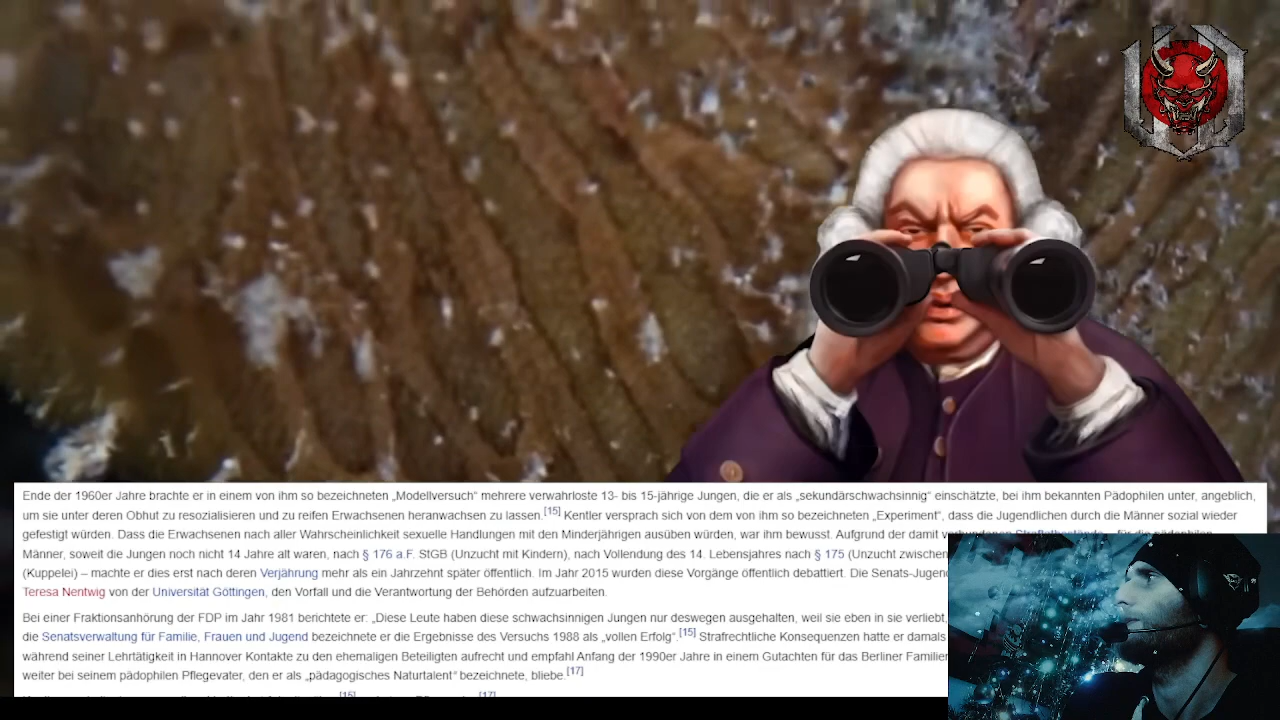 Ende der 1960er Jahre brachte er in einem von ihm so bezeichneten „Modellversuch“ mehrere verwahrloste 13- bis 15-jährige Jungen, die er als „sekundärschwachsinnig“ einschätzte, bei ihm bekannten Pädophilen unter, angeblich,
um sie unter deren Obhut zu resozialisieren und zu reifen Erwachsenen heranwachsen zu lassen.[15] Kentler versprach sich von dem von ihm so bezeichneten „Experiment“, dass die Jugendlichen durch die Männer sozial wieder
gefestigt würden. Dass die Erwachsenen nach aller Wahrscheinlichkeit sexuelle Handlungen mit den Minderjährigen ausüben würden, war ihm bewusst. Aufgrund der damit verbundenen Straftatbestände – für die pädophilen
Männer, soweit die Jungen noch nicht 14 Jahre alt waren, nach § 176 a.F. StGB (Unzucht mit Kindern), nach Vollendung des 14. Lebensjahres nach § 175 (Unzucht zwischen
(Kuppelei) – machte er dies erst nach deren Verjährung mehr als ein Jahrzehnt später öffentlich. Im Jahr 2015 wurden diese Vorgänge öffentlich debattiert. Die Senats-Jugend
Teresa Nentwig von der Universität Göttingen, den Vorfall und die Verantwortung der Behörden aufzuarbeiten.
Bei einer Fraktionsanhörung der FDP im Jahr 1981 berichtete er: „Diese Leute haben diese schwachsinnigen Jungen nur deswegen ausgehalten, weil sie eben in sie verliebt,
die Senatsverwaltung für Familie, Frauen und Jugend bezeichnete er die Ergebnisse des Versuchs 1988 als „vollen Erfolg“.[15] Strafrechtliche Konsequenzen hatte er damals
während seiner Lehrtätigkeit in Hannover Kontakte zu den ehemaligen Beteiligten aufrecht und empfahl Anfang der 1990er Jahre in einem Gutachten für das Berliner Familien
weiter bei seinem pädophilen Pflegevater, den er als „pädagogisches Naturtalent“ bezeichnete, bliebe.[17]
[15] [17]